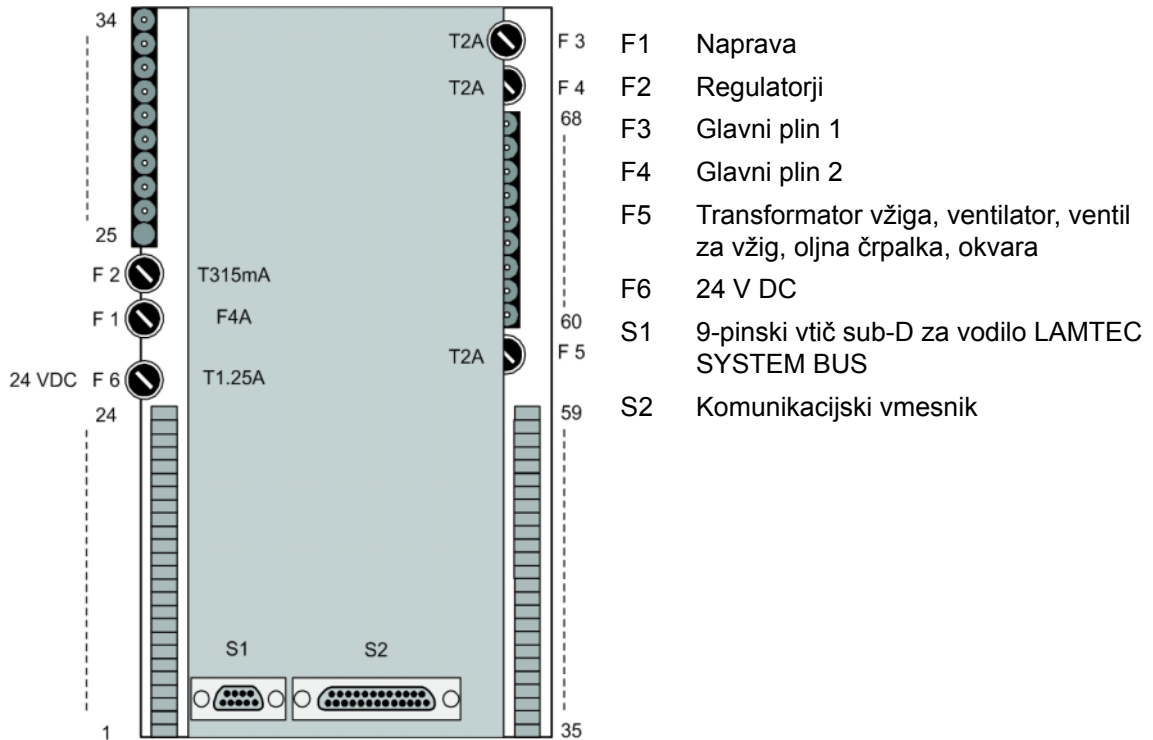 34
T2A
F 3
T2A
F 4
68
25
F 2
T315mA
F 1
F4A
60
T2A
F 5
24 VDC
F 6
T1.25A
24
59
S1
S2
1
35
F1 Naprava
F2 Regulatorji
F3 Glavni plin 1
F4 Glavni plin 2
F5 Transformator vžiga, ventilator, ventil
za vžig, oljna črpalka, okvara
F6 24 V DC
S1 9-pinski vtič sub-D za vodilo LAMTEC
SYSTEM BUS
S2 Komunikacijski vmesnik